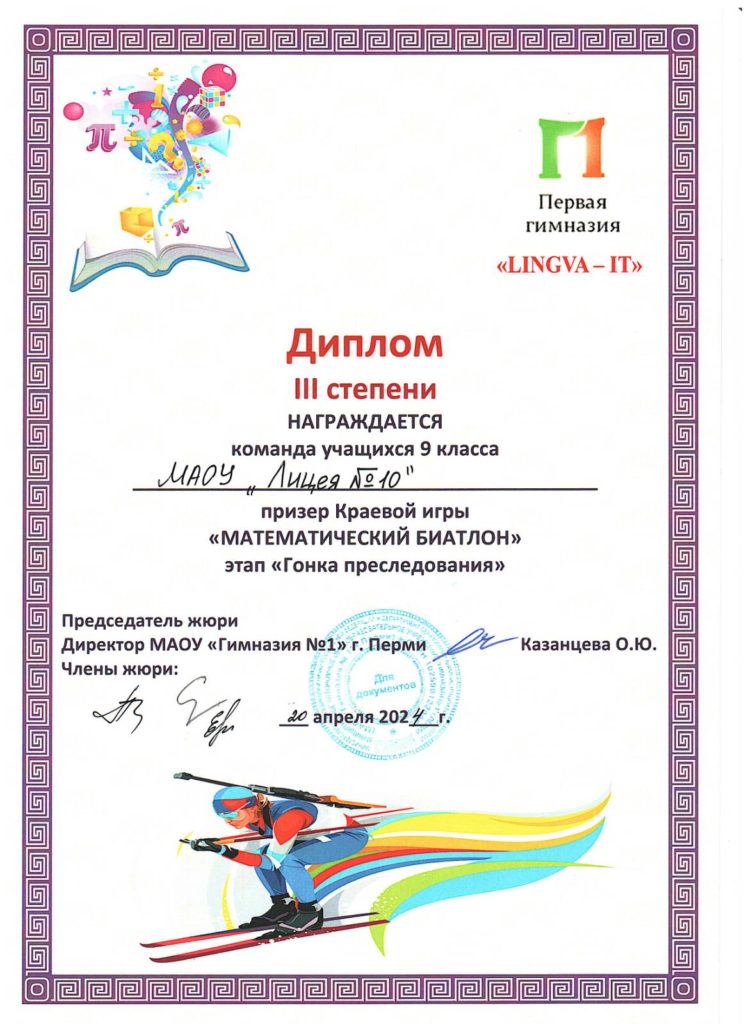 Первая
гимназия
«LINGVA – IT»
Диплом
III степени
НАГРАЖДАЕТСЯ
команда учащихся 9 класса
МАОУ „Лицея №10"
призер Краевой игры
«МАТЕМАТИЧЕСКИЙ БИАТЛОН»
этап «Гонка преследования»
Председатель жюри
Директор МАОУ «Гимназия №1» г. Перми Казанцева О.Ю.
Члены жюри:
Для
документов
20 апреля 2024 г.